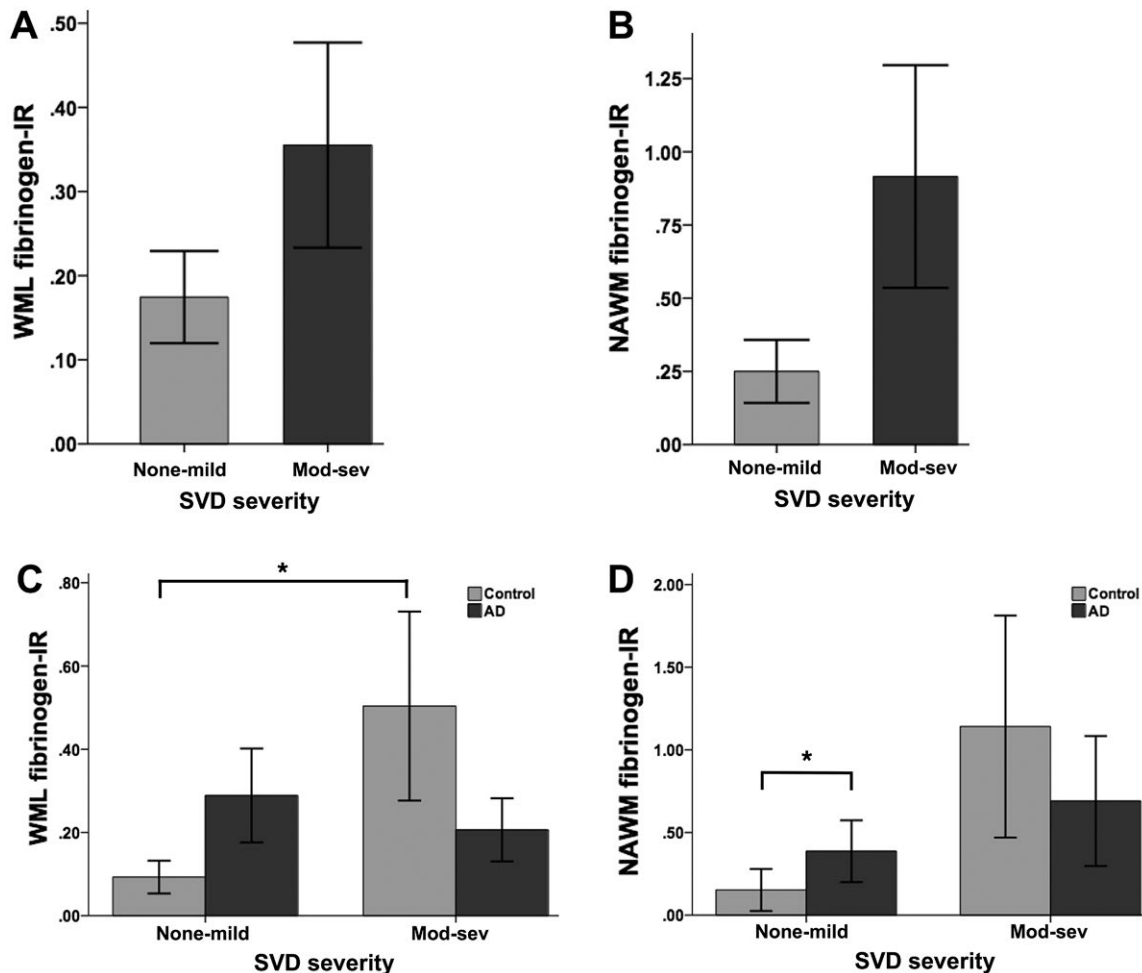 A
WML fibrinogen-IR
.50
.40
.30
.20
.10
.00
None-mild Mod-sev
SVD severity
B
NAWM fibrinogen-IR
1.25
1.00
.75
.50
.25
.00
None-mild Mod-sev
SVD severity
C
WML fibrinogen-IR
.80
.60
.40
.20
.00
*
Control
AD
None-mild Mod-sev
SVD severity
D
NAWM fibrinogen-IR
2.00
1.50
1.00
.50
.00
*
Control
AD
None-mild Mod-sev
SVD severity